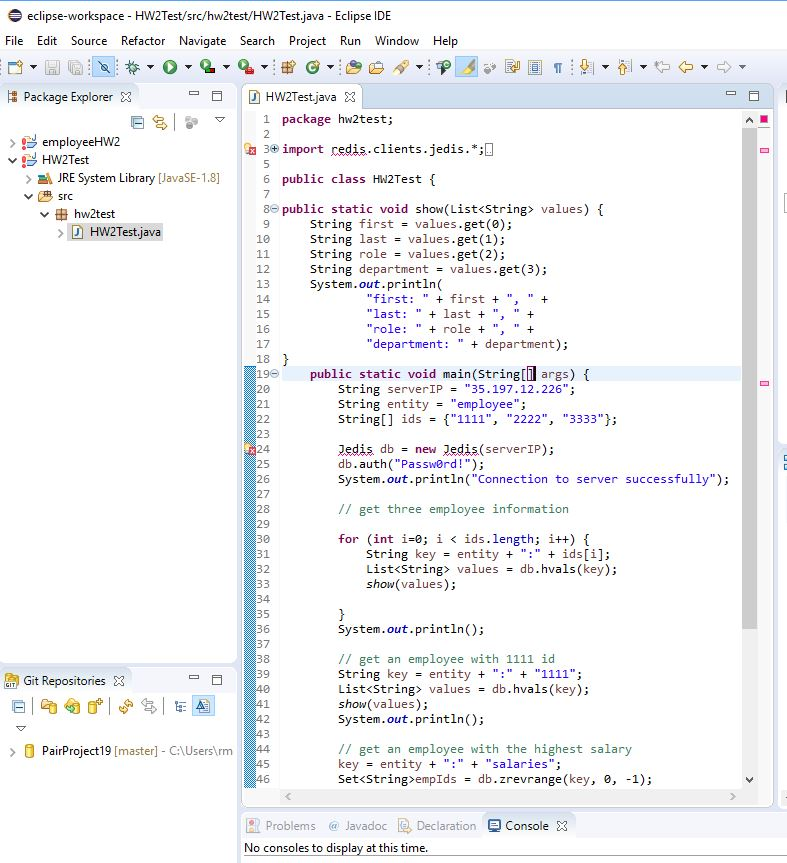 eclipse-workspace - HW2Test/src/hw2test/HW2Test.java - Eclipse IDE
File Edit Source Refactor Navigate Search Project Run Window Help
Package Explorer
employeeHW2
HW2Test
JRE System Library [JavaSE-1.8]
src
hw2test
HW2Test.java
Git Repositories
GIT
PairProject19 [master] - C:\Users\rm
HW2Test.java
1 package hw2test;
2
3 import redis.clients.jedis.*;
5
6 public class HW2Test {
7
8 public static void show(List<String> values) {
9 String first = values.get(0);
10 String last = values.get(1);
11 String role = values.get(2);
12 String department = values.get(3);
13 System.out.println(
14 "first: " + first + ", " +
15 "last: " + last + ", " +
16 "role: " + role + ", " +
17 "department: " + department);
18 }
19 public static void main(String[] args) {
20 String serverIP = "35.197.12.226";
21 String entity = "employee";
22 String[] ids = {"1111", "2222", "3333"};
23
24 Jedis db = new Jedis(serverIP);
25 db.auth("Passw0rd!");
26 System.out.println("Connection to server successfully");
27
28 // get three employee information
29
30 for (int i=0; i < ids.length; i++) {
31 String key = entity + ":" + ids[i];
32 List<String> values = db.hvals(key);
33 show(values);
34
35 }
36 System.out.println();
37
38 // get an employee with 1111 id
39 String key = entity + ":" + "1111";
40 List<String> values = db.hvals(key);
41 show(values);
42 System.out.println();
43
44 // get an employee with the highest salary
45 key = entity + ":" + "salaries";
46 Set<String>empIds = db.zrevrange(key, 0, -1);
Problems @ Javadoc Declaration Console
No consoles to display at this time.